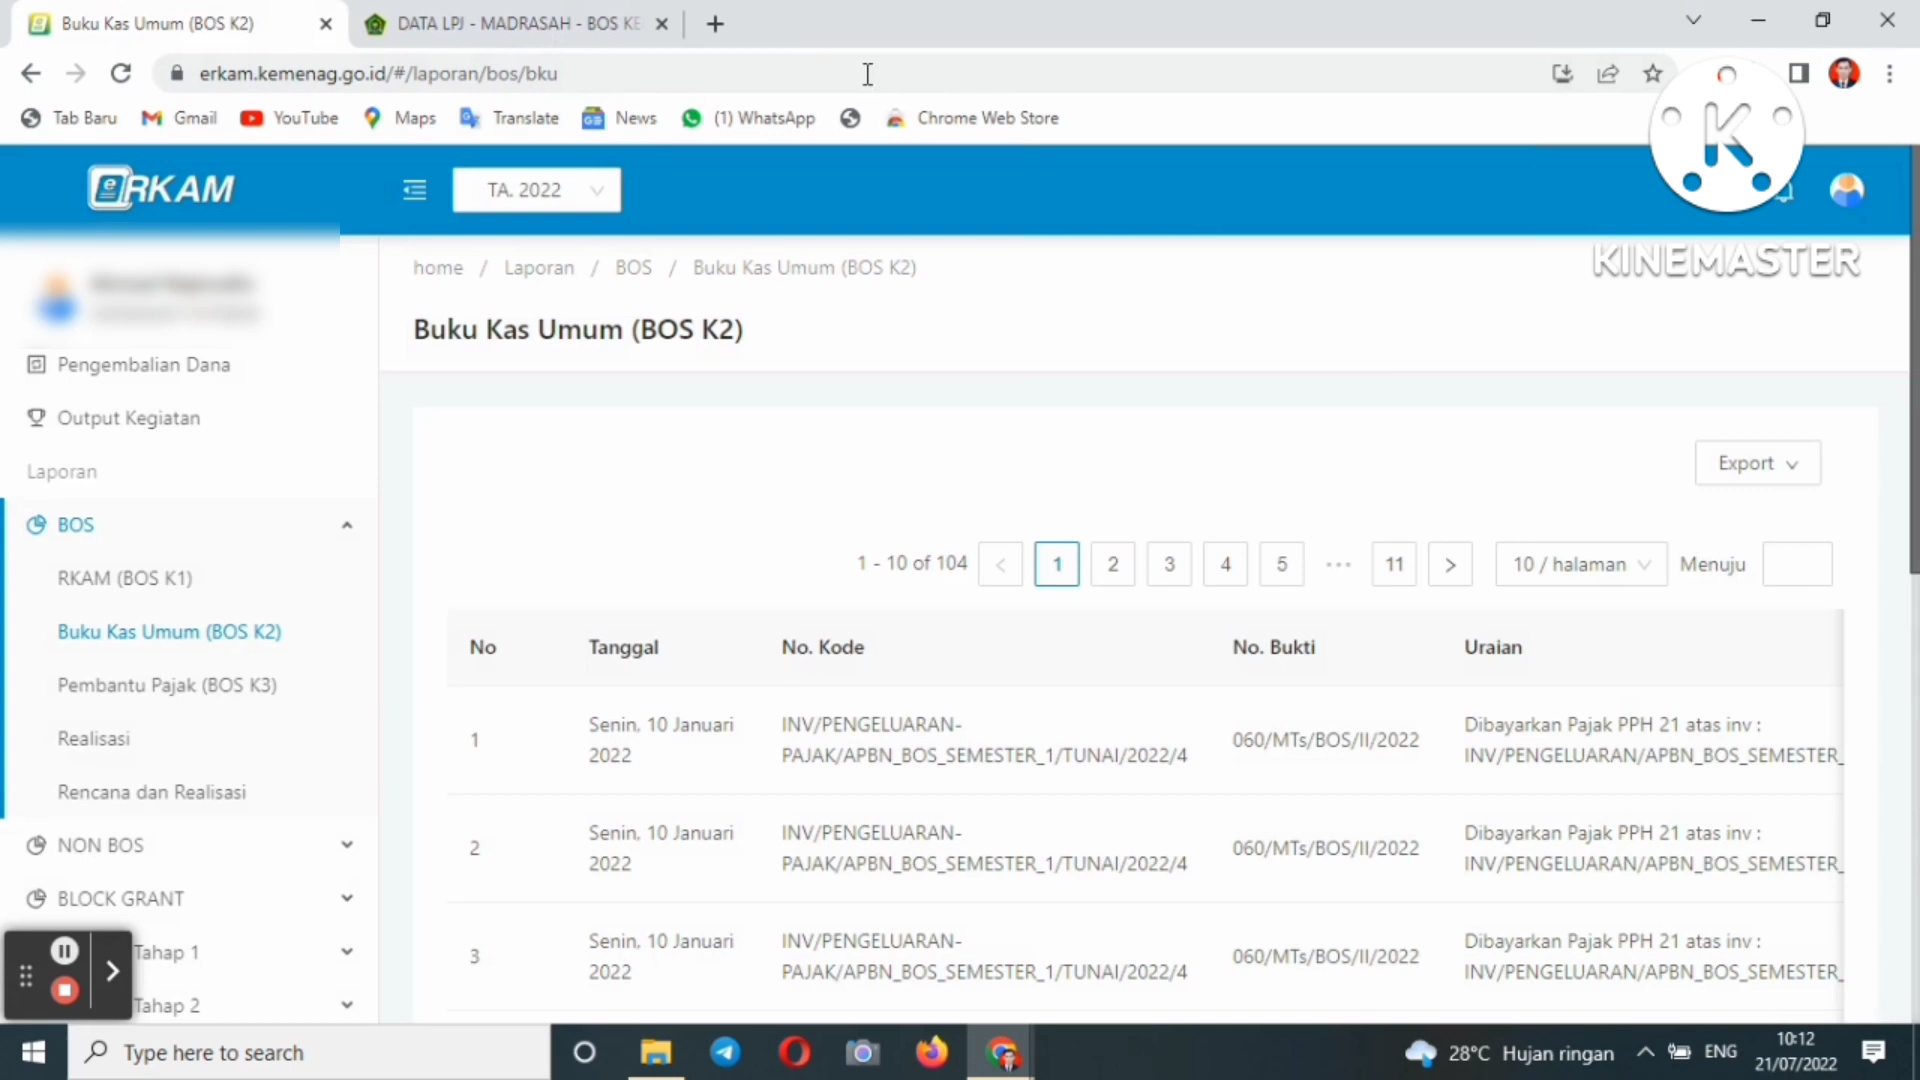 Buku Kas Umum (BOS K2)
DATA LPJ - MADRASAH - BOS KE
erkam.kemenag.go.id/#/laporan/bos/bku
Tab Baru
Gmail
YouTube
Maps
Translate
News
(1) WhatsApp
Chrome Web Store
eRKAM
TA. 2022
K
KINEMASTER
home / Laporan / BOS / Buku Kas Umum (BOS K2)
Buku Kas Umum (BOS K2)
Pengembalian Dana
Output Kegiatan
Laporan
BOS
RKAM (BOS K1)
Buku Kas Umum (BOS K2)
Pembantu Pajak (BOS K3)
Realisasi
Rencana dan Realisasi
NON BOS
BLOCK GRANT
Tahap 1
Tahap 2
Export
1 - 10 of 104 < 1 2 3 4 5 ••• 11 > 10 / halaman Menuju
No Tanggal No. Kode No. Bukti Uraian
1 Senin, 10 Januari 2022 INV/PENGELUARAN-PAJAK/APBN_BOS_SEMESTER_1/TUNAI/2022/4 060/MTs/BOS/II/2022 Dibayarkan Pajak PPH 21 atas inv : INV/PENGELUARAN/APBN_BOS_SEMESTER_
2 Senin, 10 Januari 2022 INV/PENGELUARAN-PAJAK/APBN_BOS_SEMESTER_1/TUNAI/2022/4 060/MTs/BOS/II/2022 Dibayarkan Pajak PPH 21 atas inv : INV/PENGELUARAN/APBN_BOS_SEMESTER_
3 Senin, 10 Januari 2022 INV/PENGELUARAN-PAJAK/APBN_BOS_SEMESTER_1/TUNAI/2022/4 060/MTs/BOS/II/2022 Dibayarkan Pajak PPH 21 atas inv : INV/PENGELUARAN/APBN_BOS_SEMESTER_
Type here to search
28°C Hujan ringan
ENG
10:12
21/07/2022